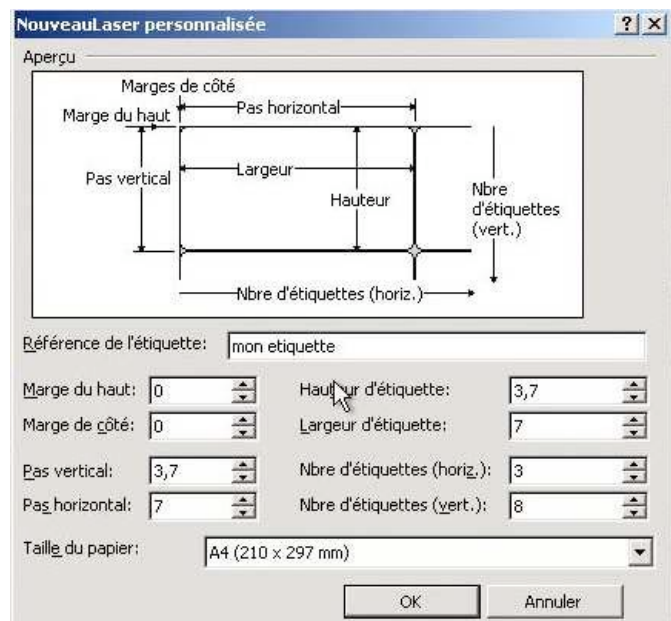 NouveauLaser personnalisée
Aperçu
Marges de côté
Marge du haut
Pas horizontal
Pas vertical
Largeur
Hauteur
Nbre
d'étiquettes
(vert.)
Nbre d'étiquettes (horiz.)
Référence de l'étiquette: mon etiquette
Marge du haut: 0 Hauteur d'étiquette: 3,7
Marge de côté: 0 Largeur d'étiquette: 7
Pas vertical: 3,7 Nbre d'étiquettes (horiz.): 3
Pas horizontal: 7 Nbre d'étiquettes (vert.): 8
Taille du papier: A4 (210 x 297 mm)
OK Annuler